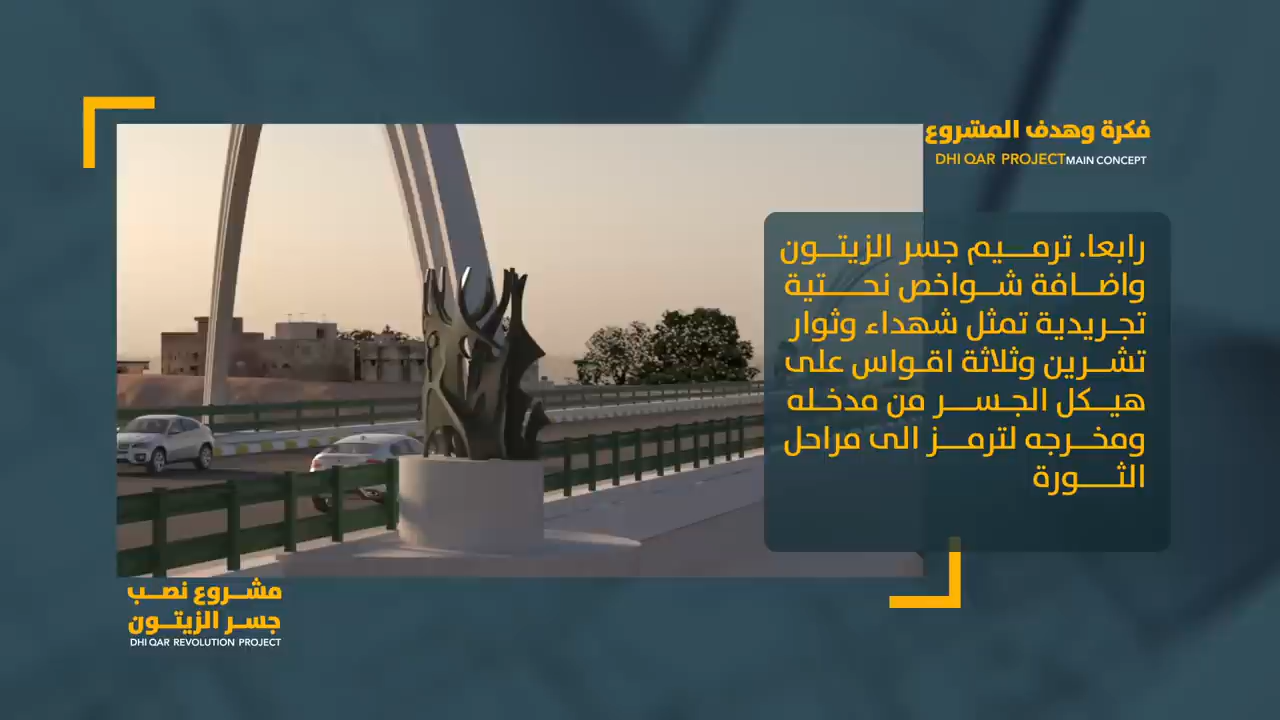 فكرة وهدف المشروع
DHI QAR PROJECT MAIN CONCEPT
رابعا. ترميم جسر الزيتون
واضافة شواخص نحتية
تجريدية تمثل شهداء وثوار
تشرين وثلاثة اقواس على
هيكل الجسر من مدخله
ومخرجه لترمز الى مراحل
الثورة
مشروع نصب
جسر الزيتون
DHI QAR REVOLUTION PROJECT